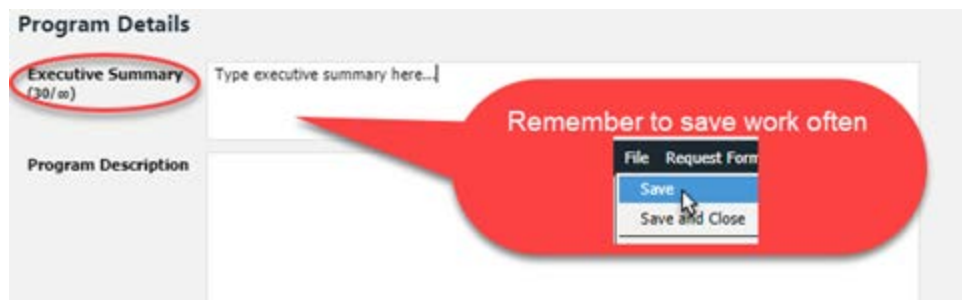 Program Details
Executive Summary
(30/∞)
Type executive summary here...
Remember to save work often
File Request Form
Save
Save and Close
Program Description